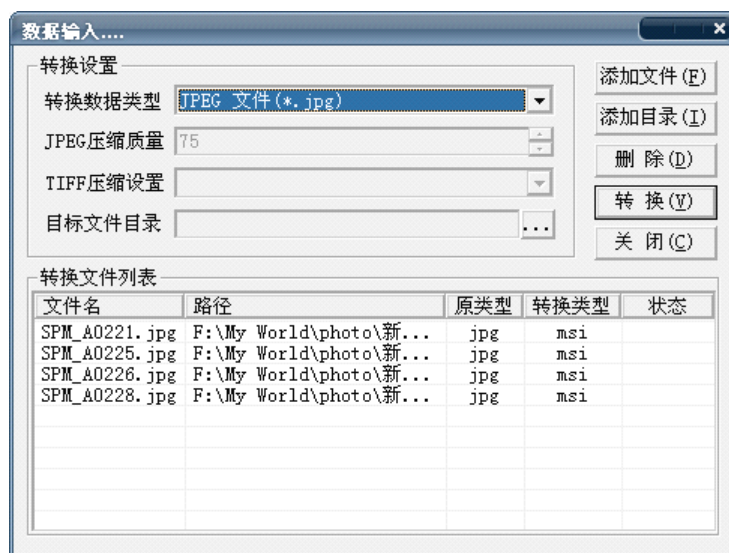 数据输入....
转换设置
转换数据类型 JPEG 文件(*.jpg)
JPEG压缩质量 75
TIFF压缩设置
目标文件目录 ...
添加文件(F)
添加目录(I)
删 除(D)
转 换(V)
关 闭(C)
转换文件列表
文件名 路径 原类型 转换类型 状态
SPM_A0221.jpg F:\My World\photo\新... jpg msi
SPM_A0225.jpg F:\My World\photo\新... jpg msi
SPM_A0226.jpg F:\My World\photo\新... jpg msi
SPM_A0228.jpg F:\My World\photo\新... jpg msi